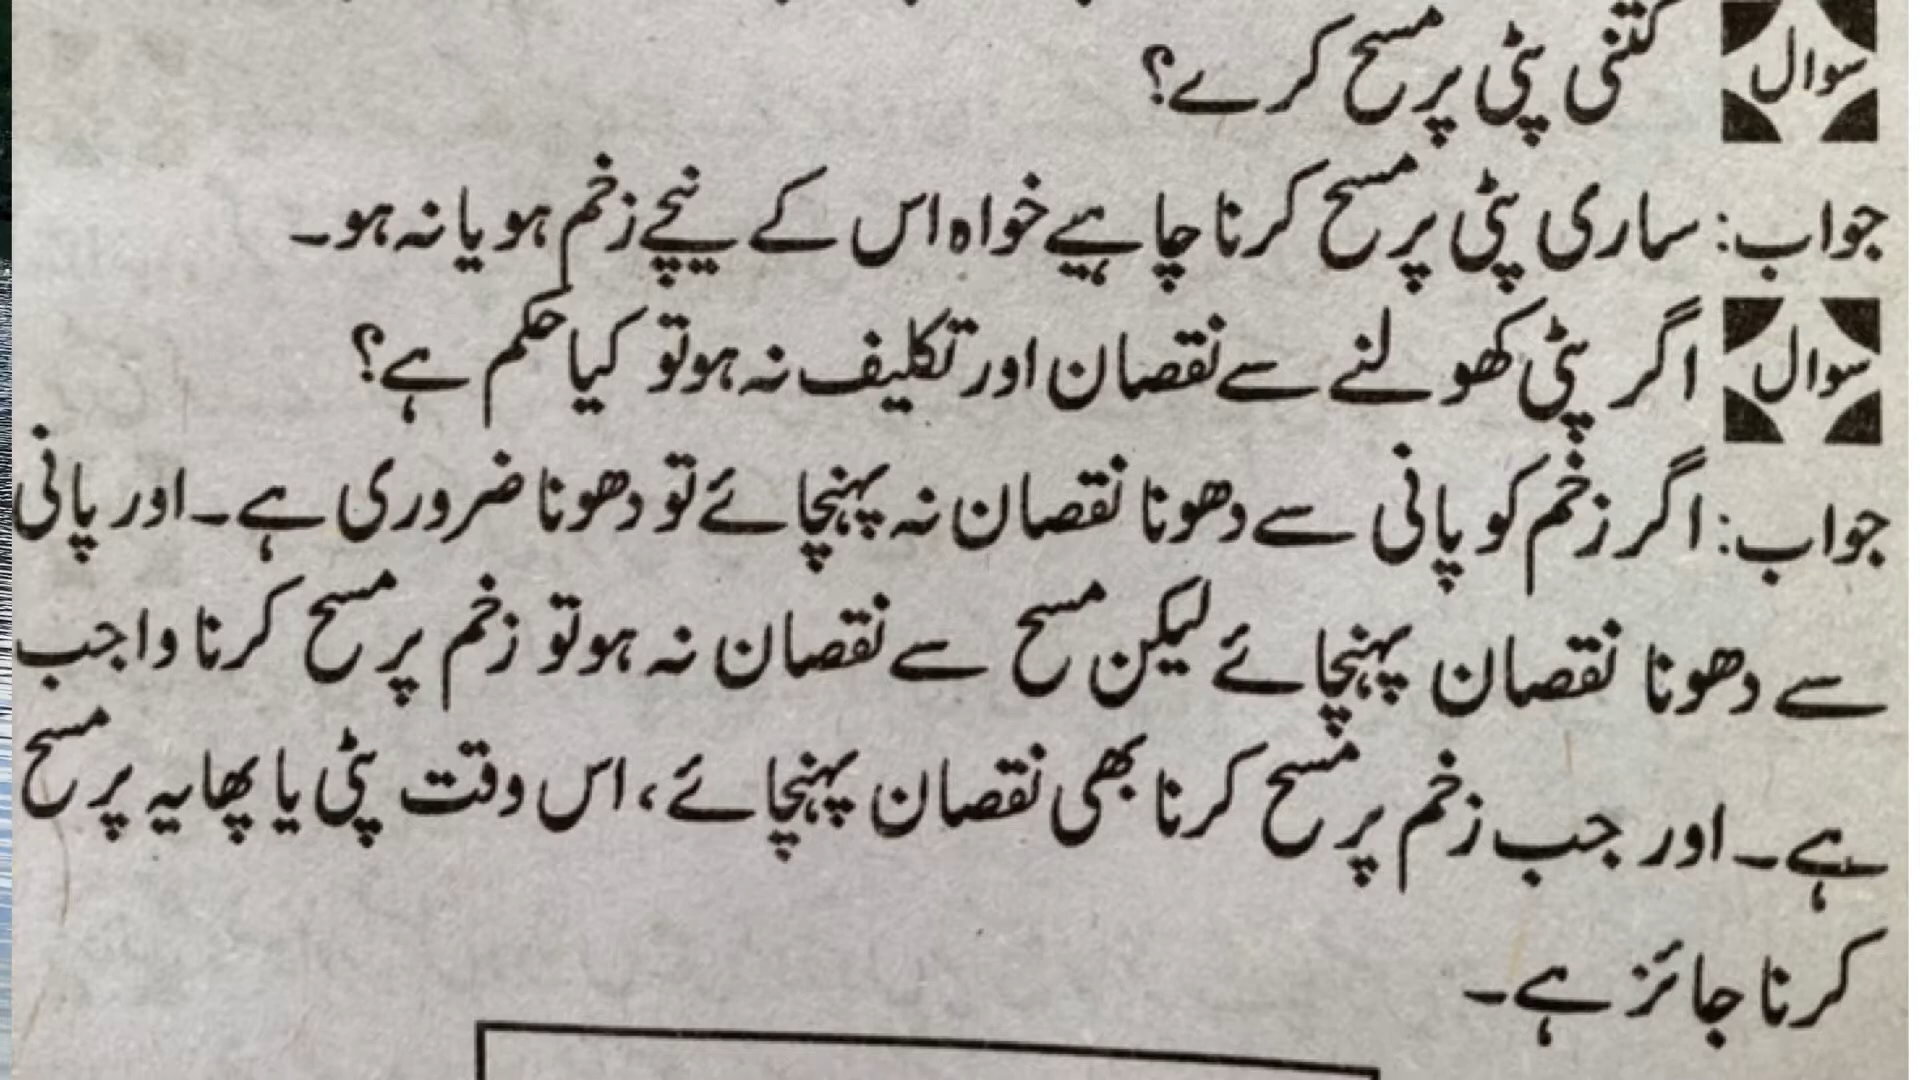 سوال کتنی پٹی پر مسح کرے؟
جواب: ساری پٹی پر مسح کرنا چاہیے خواہ اس کے نیچے زخم ہو یا نہ ہو۔
سوال اگر پٹی کھولنے سے نقصان اور تکلیف نہ ہو تو کیا حکم ہے؟
جواب: اگر زخم کو پانی سے دھونا نقصان نہ پہنچائے تو دھونا ضروری ہے۔ اور پانی
سے دھونا نقصان پہنچائے لیکن مسح سے نقصان نہ ہو تو زخم پر مسح کرنا واجب
ہے۔ اور جب زخم پر مسح کرنا بھی نقصان پہنچائے، اس وقت پٹی یا پھایہ پر مسح
کرنا جائز ہے۔